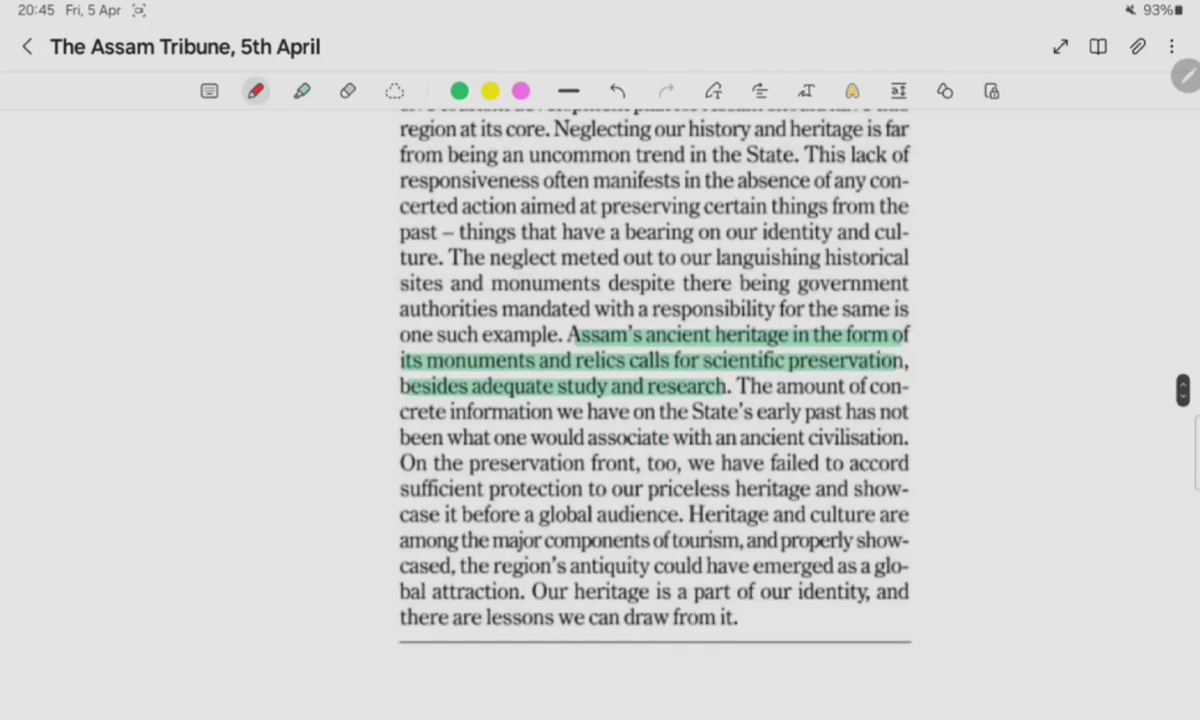 20:45 Fri, 5 Apr
93%
The Assam Tribune, 5th April
region at its core. Neglecting our history and heritage is far
from being an uncommon trend in the State. This lack of
responsiveness often manifests in the absence of any con-
certed action aimed at preserving certain things from the
past – things that have a bearing on our identity and cul-
ture. The neglect meted out to our languishing historical
sites and monuments despite there being government
authorities mandated with a responsibility for the same is
one such example. Assam's ancient heritage in the form of
its monuments and relics calls for scientific preservation,
besides adequate study and research. The amount of con-
crete information we have on the State's early past has not
been what one would associate with an ancient civilisation.
On the preservation front, too, we have failed to accord
sufficient protection to our priceless heritage and show-
case it before a global audience. Heritage and culture are
among the major components of tourism, and properly show-
cased, the region's antiquity could have emerged as a glo-
bal attraction. Our heritage is a part of our identity, and
there are lessons we can draw from it.